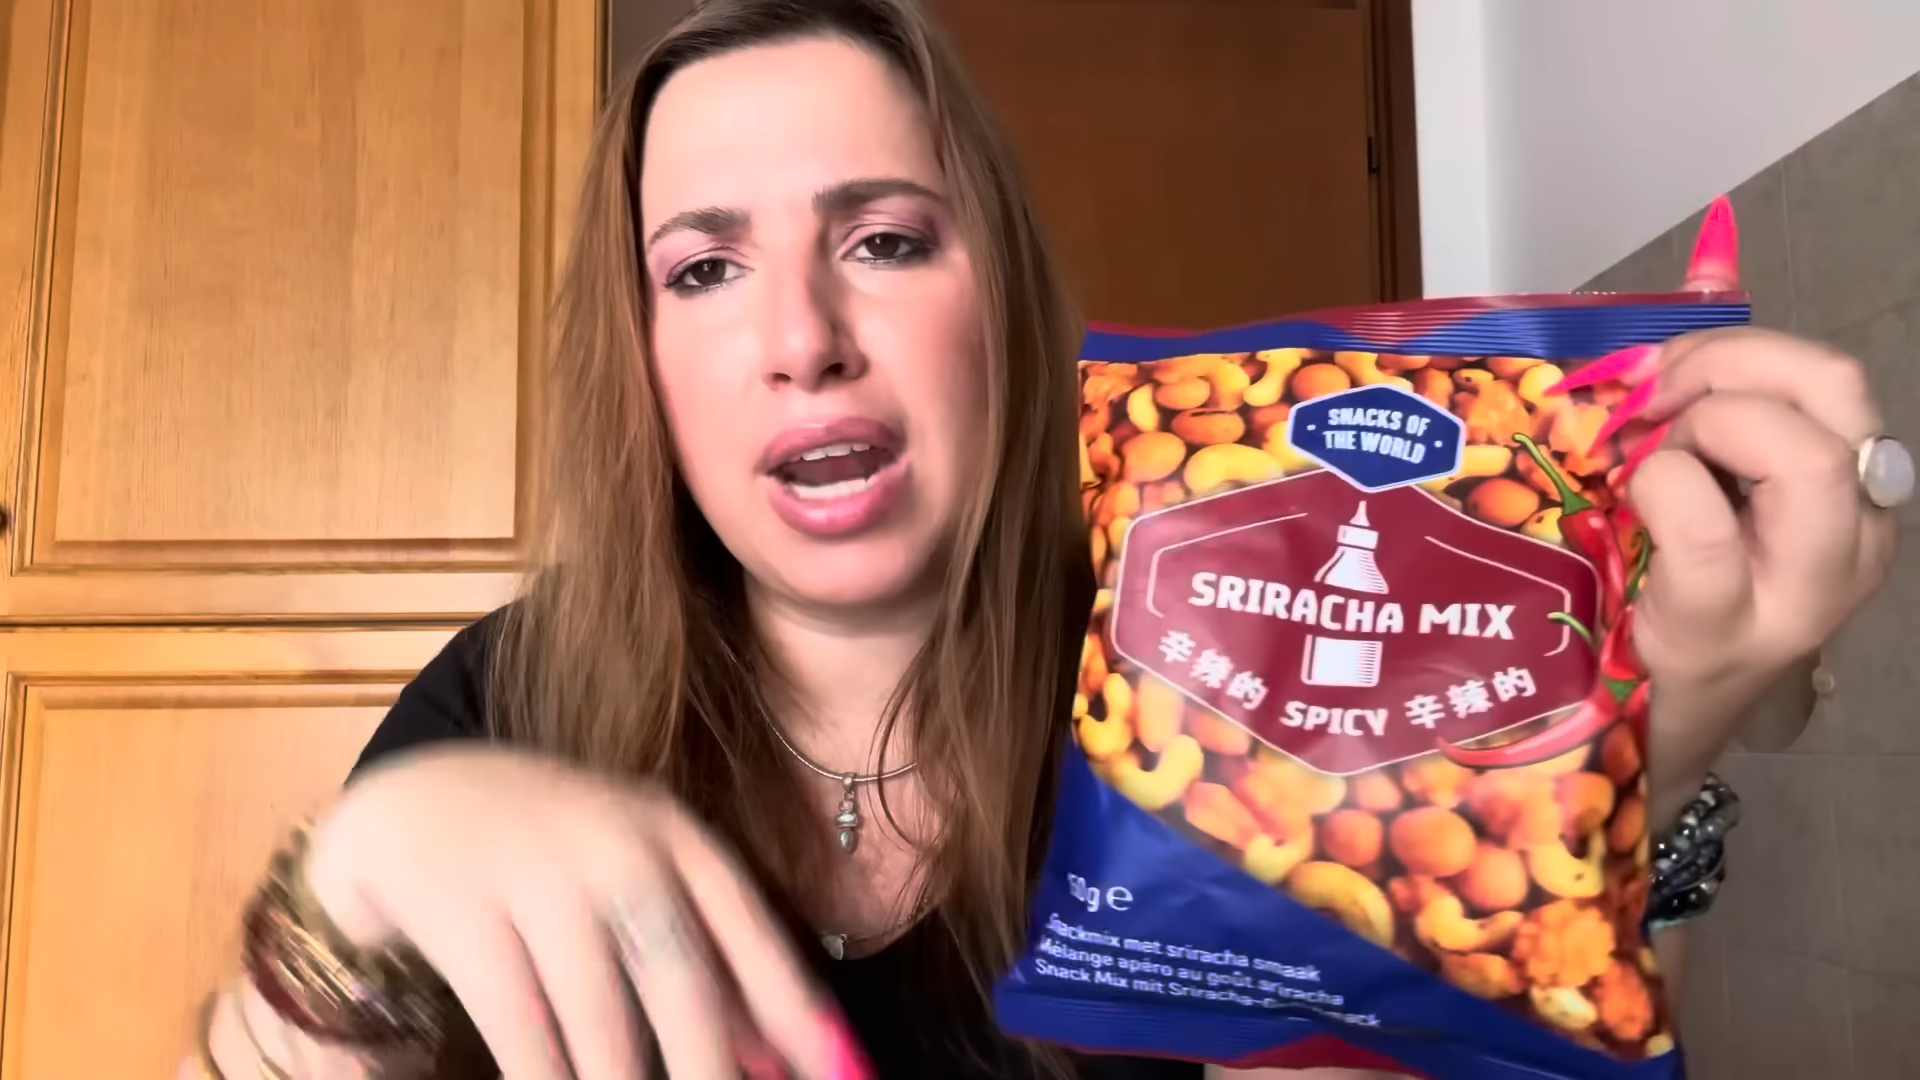 SNACKS OF
THE WORLD
SRIRACHA MIX
辛辣的 SPICY 辛辣的
℮
Snackmix met sriracha smaak
Mélange apéro au goût sriracha
Snack Mix mit